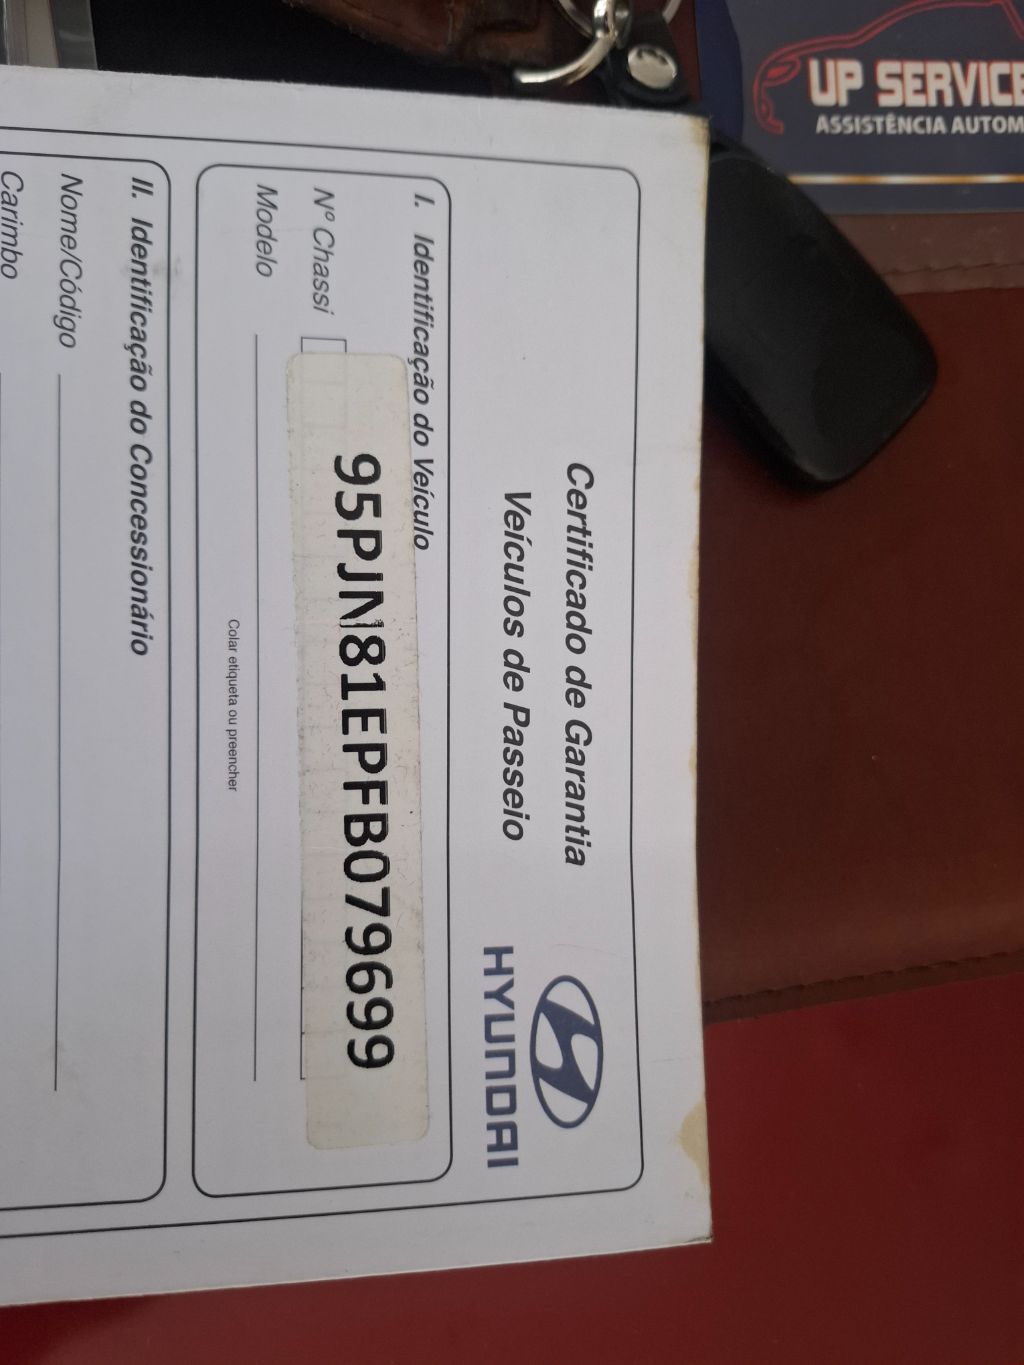 UP SERVICE
ASSISTÊNCIA AUTOM
Certificado de Garantia
Veículos de Passeio
HYUNDAI
I. Identificação do Veículo
Nº Chassi
95PJN81EPFB079699
Modelo
Colar etiqueta ou preencher
II. Identificação do Concessionário
Nome/Código
Carimbo